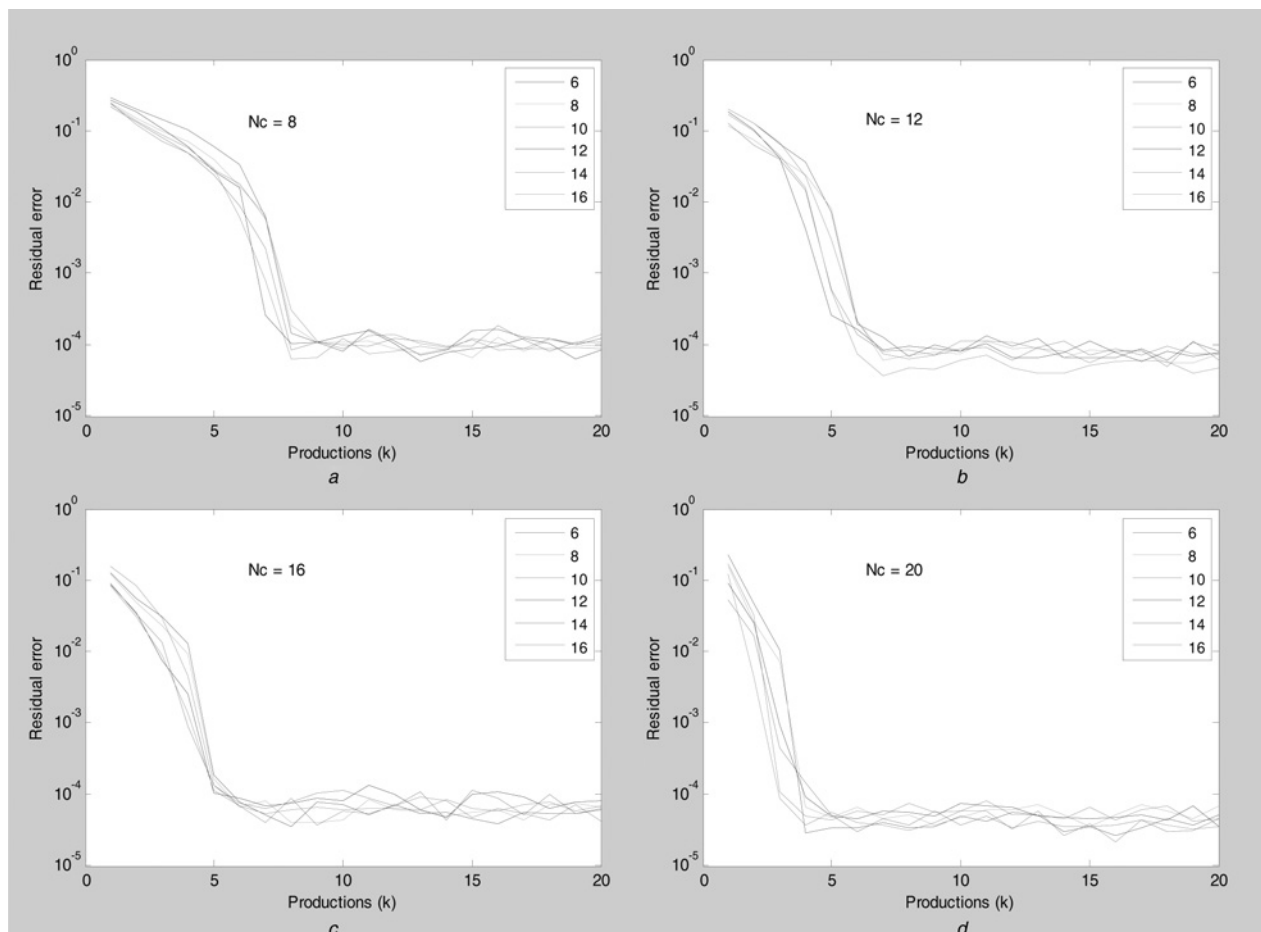 10^0
10^-1
10^-2
10^-3
10^-4
10^-5
Residual error
Nc = 8
6
8
10
12
14
16
0 5 10 15 20
Productions (k)
a
10^0
10^-1
10^-2
10^-3
10^-4
10^-5
Residual error
Nc = 12
6
8
10
12
14
16
0 5 10 15 20
Productions (k)
b
10^0
10^-1
10^-2
10^-3
10^-4
10^-5
Residual error
Nc = 16
6
8
10
12
14
16
0 5 10 15 20
Productions (k)
c
10^0
10^-1
10^-2
10^-3
10^-4
10^-5
Residual error
Nc = 20
6
8
10
12
14
16
0 5 10 15 20
Productions (k)
d